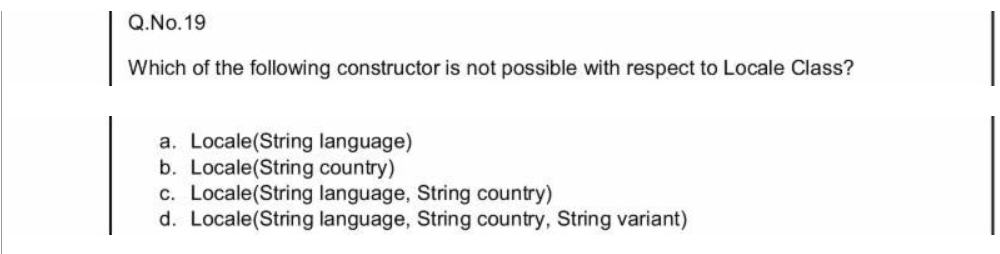 Q.No.19
Which of the following constructor is not possible with respect to Locale Class?
a. Locale(String language)
b. Locale(String country)
c. Locale(String language, String country)
d. Locale(String language, String country, String variant)